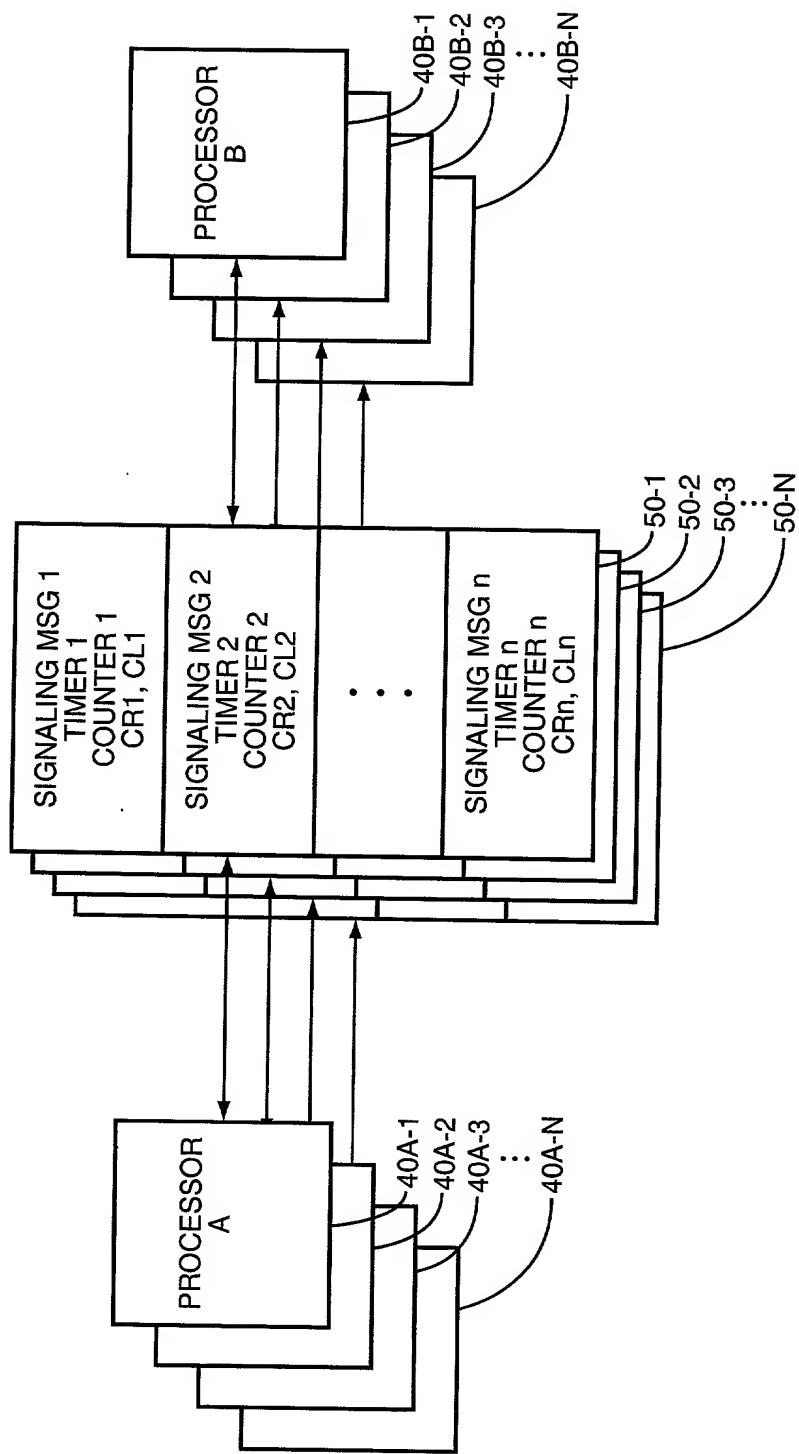 PROCESSOR
A
40A-1
40A-2
40A-3
⋮
40A-N
SIGNALING MSG 1
TIMER 1
COUNTER 1
CR1, CL1
SIGNALING MSG 2
TIMER 2
COUNTER 2
CR2, CL2
• • •
SIGNALING MSG n
TIMER n
COUNTER n
CRn, CLn
50-1
50-2
50-3
⋮
50-N
PROCESSOR
B
40B-1
40B-2
40B-3
⋮
40B-N